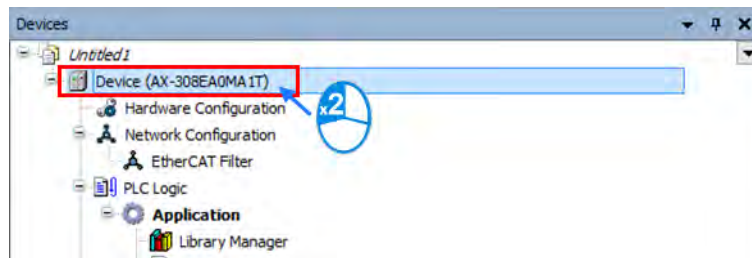 Devices
Untitled1
Device (AX-308EA0MA1T)
x2
Hardware Configuration
Network Configuration
EtherCAT Filter
PLC Logic
Application
Library Manager